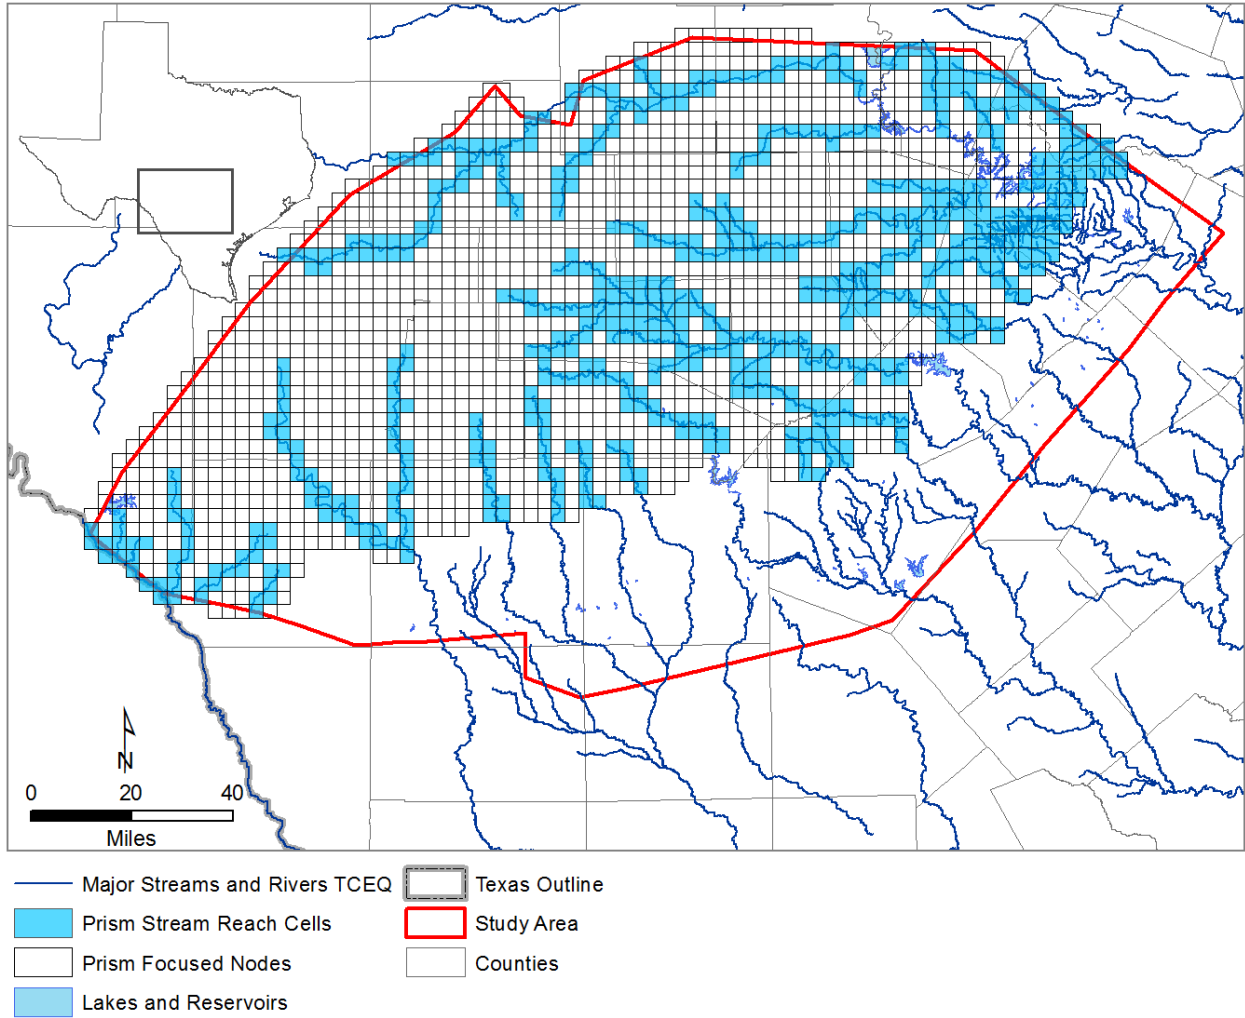 N
0 20 40
Miles
Major Streams and Rivers TCEQ
Texas Outline
Prism Stream Reach Cells
Study Area
Prism Focused Nodes
Counties
Lakes and Reservoirs